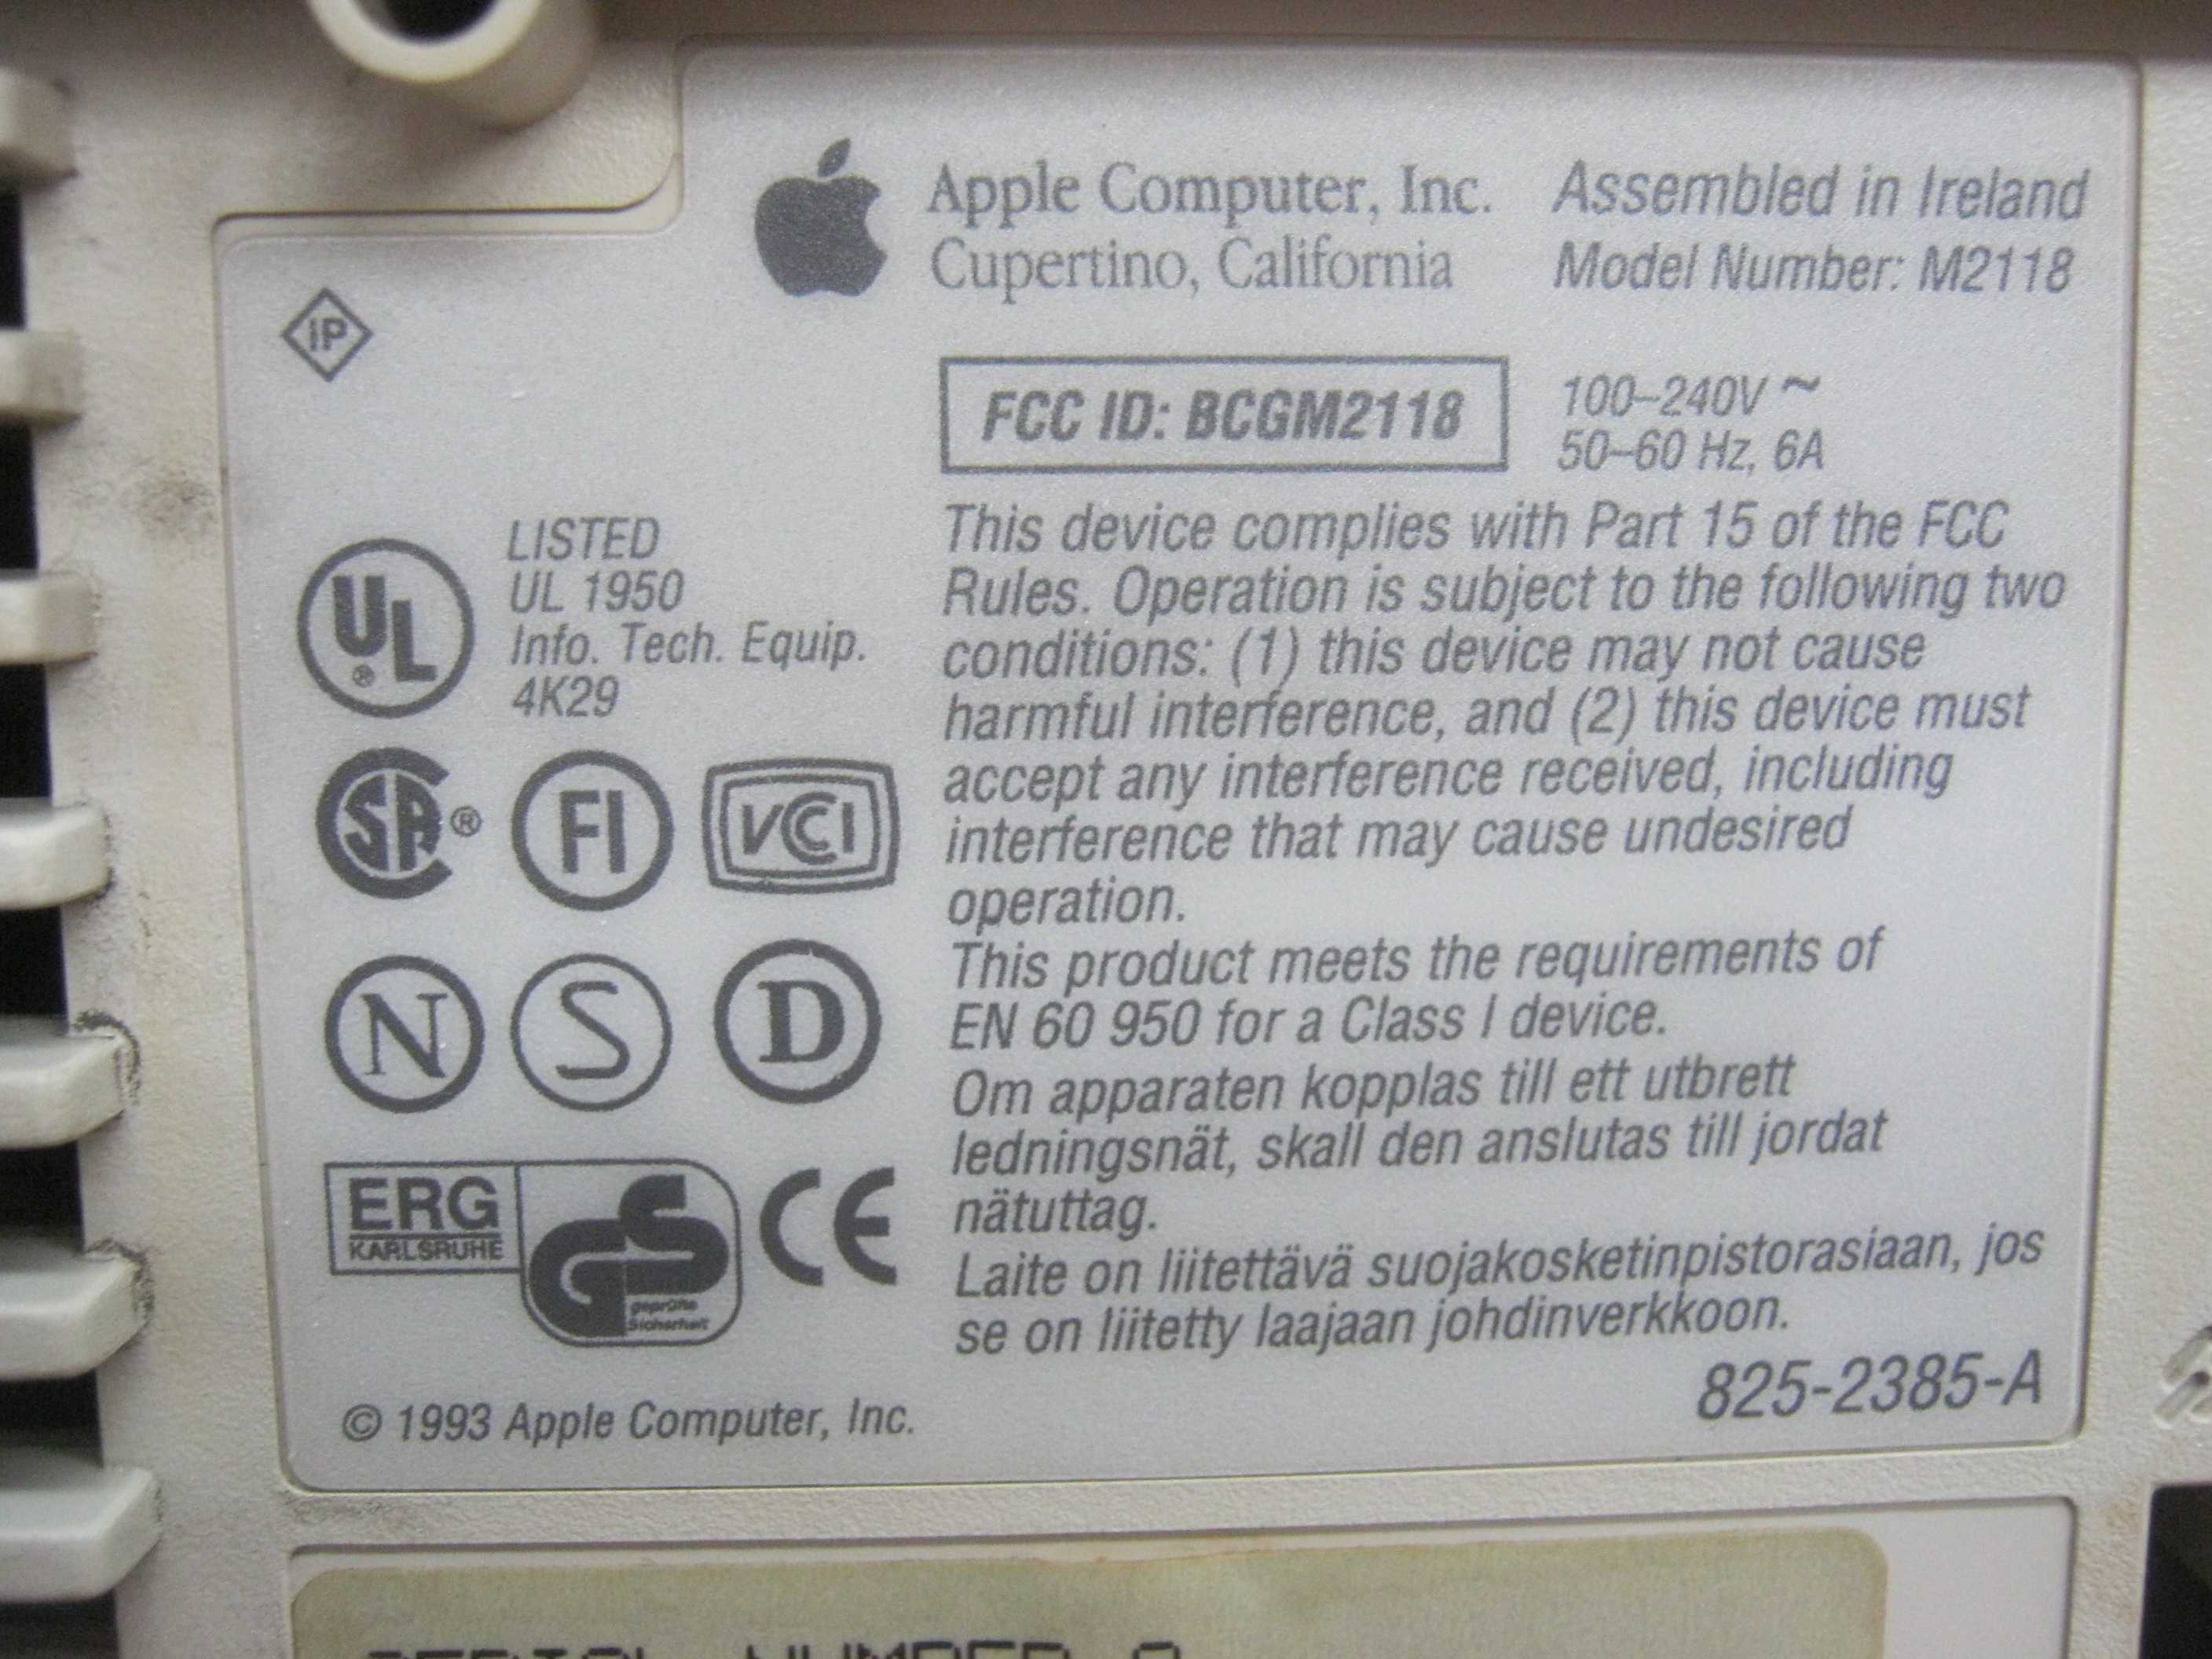 Apple Computer, Inc.
Cupertino, California
Assembled in Ireland
Model Number: M2118
IP
FCC ID: BCGM2118
100–240V ~
50–60 Hz, 6A
UL ®
LISTED
UL 1950
Info. Tech. Equip.
4K29
SA ®
FI
VCCI
N
S
D
ERG
KARLSRUHE
GS
geprüfte
Sicherheit
CE
This device complies with Part 15 of the FCC
Rules. Operation is subject to the following two
conditions: (1) this device may not cause
harmful interference, and (2) this device must
accept any interference received, including
interference that may cause undesired
operation.
This product meets the requirements of
EN 60 950 for a Class I device.
Om apparaten kopplas till ett utbrett
ledningsnät, skall den anslutas till jordat
nätuttag.
Laite on liitettävä suojakosketinpistorasiaan, jos
se on liitetty laajaan johdinverkkoon.
825-2385-A
© 1993 Apple Computer, Inc.
SERIAL NUMBER